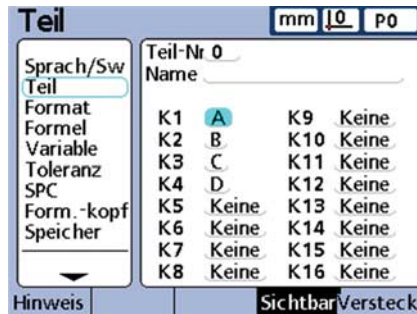 Teil
mm
0
P0
Sprach/Sw
Teil
Format
Formel
Variable
Toleranz
SPC
Form.-kopf
Speicher
Teil-Nr 0
Name
K1 A K9 Keine
K2 B K10 Keine
K3 C K11 Keine
K4 D K12 Keine
K5 Keine K13 Keine
K6 Keine K14 Keine
K7 Keine K15 Keine
K8 Keine K16 Keine
Hinweis Sichtbar Versteck